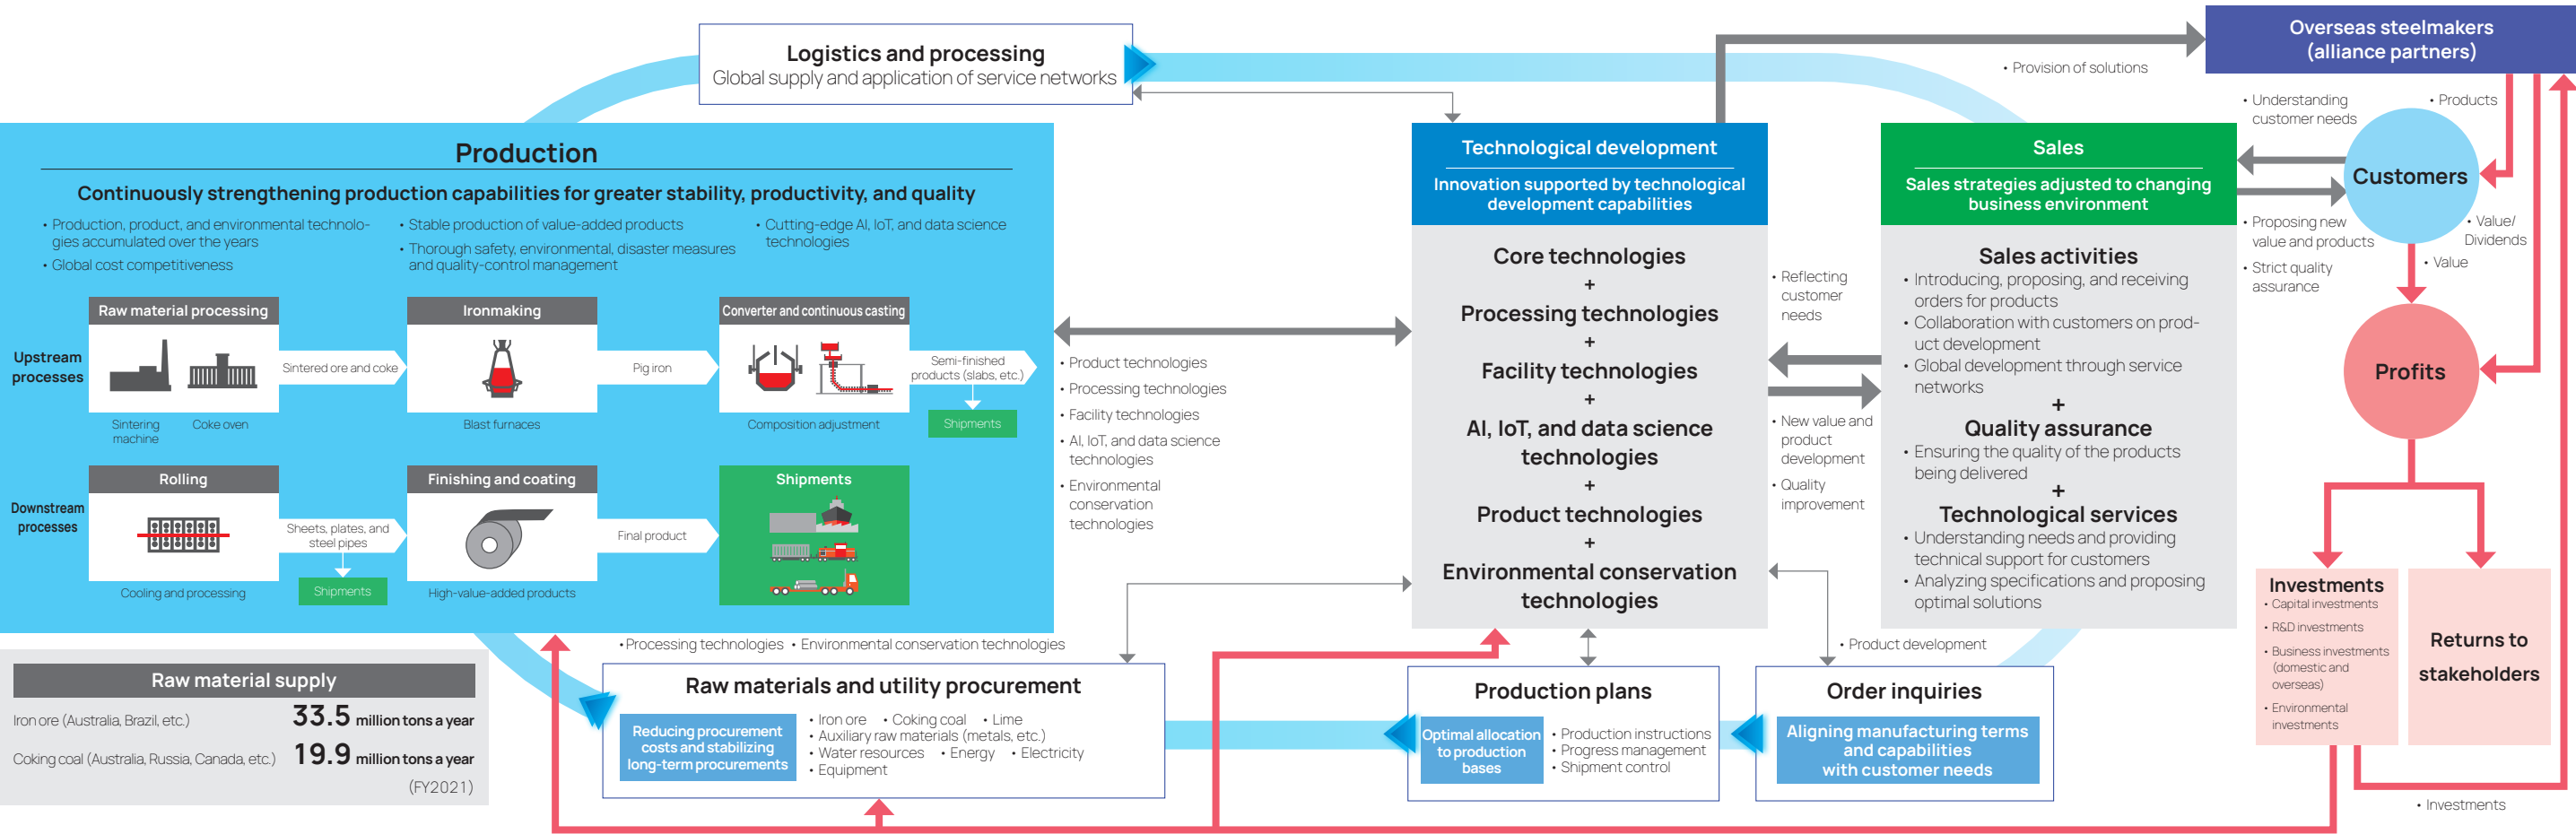 Logistics and processing
Global supply and application of service networks
Overseas steelmakers
(alliance partners)
• Provision of solutions
Production
Continuously strengthening production capabilities for greater stability, productivity, and quality
• Production, product, and environmental technolo-
gies accumulated over the years
• Global cost competitiveness
• Stable production of value-added products
• Thorough safety, environmental, disaster measures
and quality-control management
• Cutting-edge AI, IoT, and data science
technologies
Upstream
processes
Raw material processing
Sintering
machine
Coke oven
Sintered ore and coke
Ironmaking
Blast furnaces
Pig iron
Converter and continuous casting
Composition adjustment
Semi-finished
products (slabs, etc.)
Shipments
Downstream
processes
Rolling
Cooling and processing
Sheets, plates, and
steel pipes
Shipments
Finishing and coating
High-value-added products
Final product
Shipments
• Product technologies
• Processing technologies
• Facility technologies
• AI, IoT, and data science
technologies
• Environmental
conservation
technologies
Technological development
Innovation supported by technological
development capabilities
Core technologies
+
Processing technologies
+
Facility technologies
+
AI, IoT, and data science
technologies
+
Product technologies
+
Environmental conservation
technologies
• Reflecting
customer
needs
• New value and
product
development
• Quality
improvement
Sales
Sales strategies adjusted to changing
business environment
Sales activities
• Introducing, proposing, and receiving
orders for products
• Collaboration with customers on prod-
uct development
• Global development through service
networks
+
Quality assurance
• Ensuring the quality of the products
being delivered
+
Technological services
• Understanding needs and providing
technical support for customers
• Analyzing specifications and proposing
optimal solutions
• Understanding
customer needs
• Products
Customers
• Proposing new
value and products
• Strict quality
assurance
• Value/
Dividends
• Value
Profits
Investments
• Capital investments
• R&D investments
• Business investments
(domestic and
overseas)
• Environmental
investments
Returns to
stakeholders
• Investments
Raw material supply
Iron ore (Australia, Brazil, etc.) 33.5 million tons a year
Coking coal (Australia, Russia, Canada, etc.) 19.9 million tons a year
(FY2021)
• Processing technologies • Environmental conservation technologies
Raw materials and utility procurement
Reducing procurement
costs and stabilizing
long-term procurements
• Iron ore • Coking coal • Lime
• Auxiliary raw materials (metals, etc.)
• Water resources • Energy • Electricity
• Equipment
Production plans
Optimal allocation
to production
bases
• Production instructions
• Progress management
• Shipment control
• Product development
Order inquiries
Aligning manufacturing terms
and capabilities
with customer needs